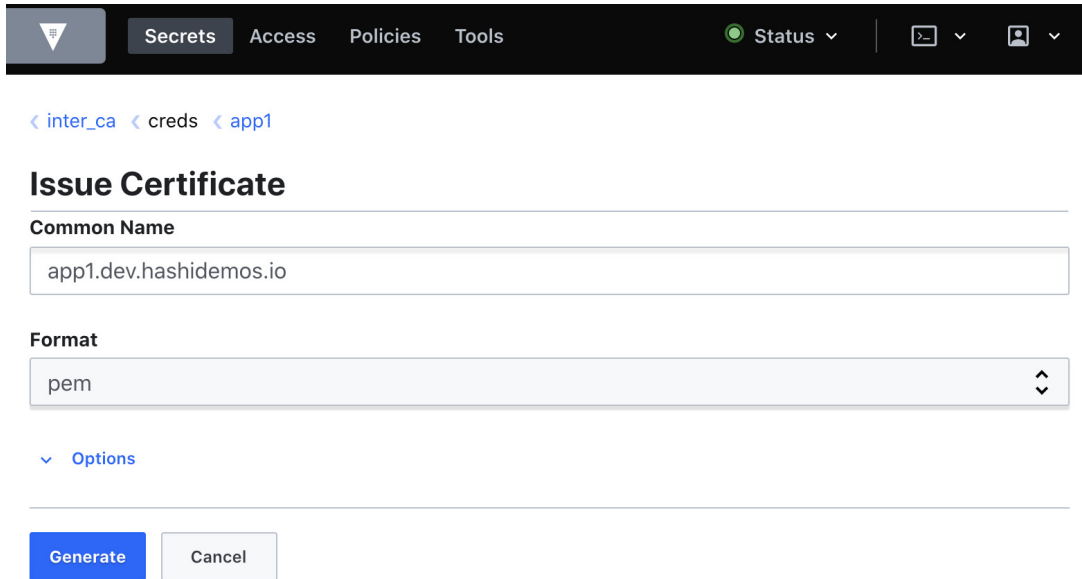 Secrets Access Policies Tools Status
inter_ca creds app1
Issue Certificate
Common Name
app1.dev.hashidemos.io
Format
pem
Options
Generate Cancel